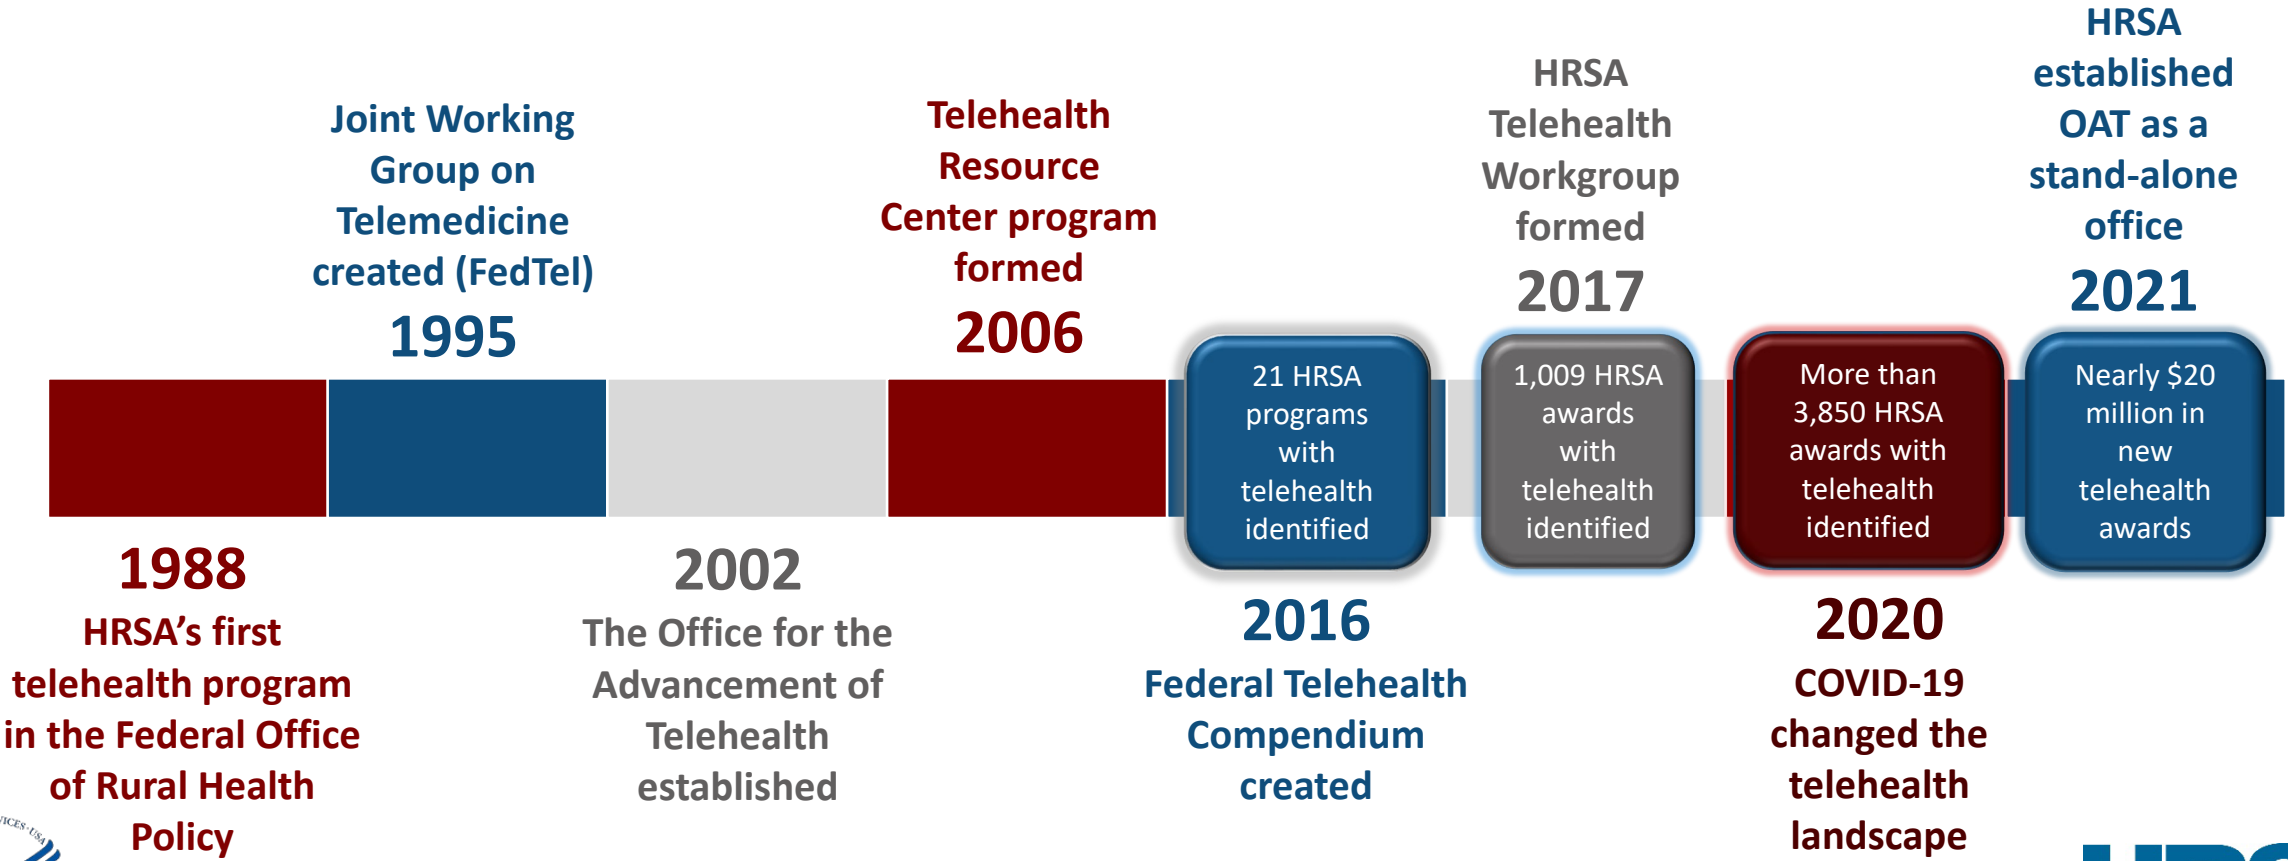 1988
HRSA’s first
telehealth program
in the Federal Office
of Rural Health
Policy
Joint Working
Group on
Telemedicine
created (FedTel)
1995
2002
The Office for the
Advancement of
Telehealth
established
Telehealth
Resource
Center program
formed
2006
21 HRSA
programs
with
telehealth
identified
2016
Federal Telehealth
Compendium
created
HRSA
Telehealth
Workgroup
formed
2017
1,009 HRSA
awards
with
telehealth
identified
More than
3,850 HRSA
awards with
telehealth
identified
2020
COVID-19
changed the
telehealth
landscape
HRSA
established
OAT as a
stand-alone
office
2021
Nearly $20
million in
new
telehealth
awards